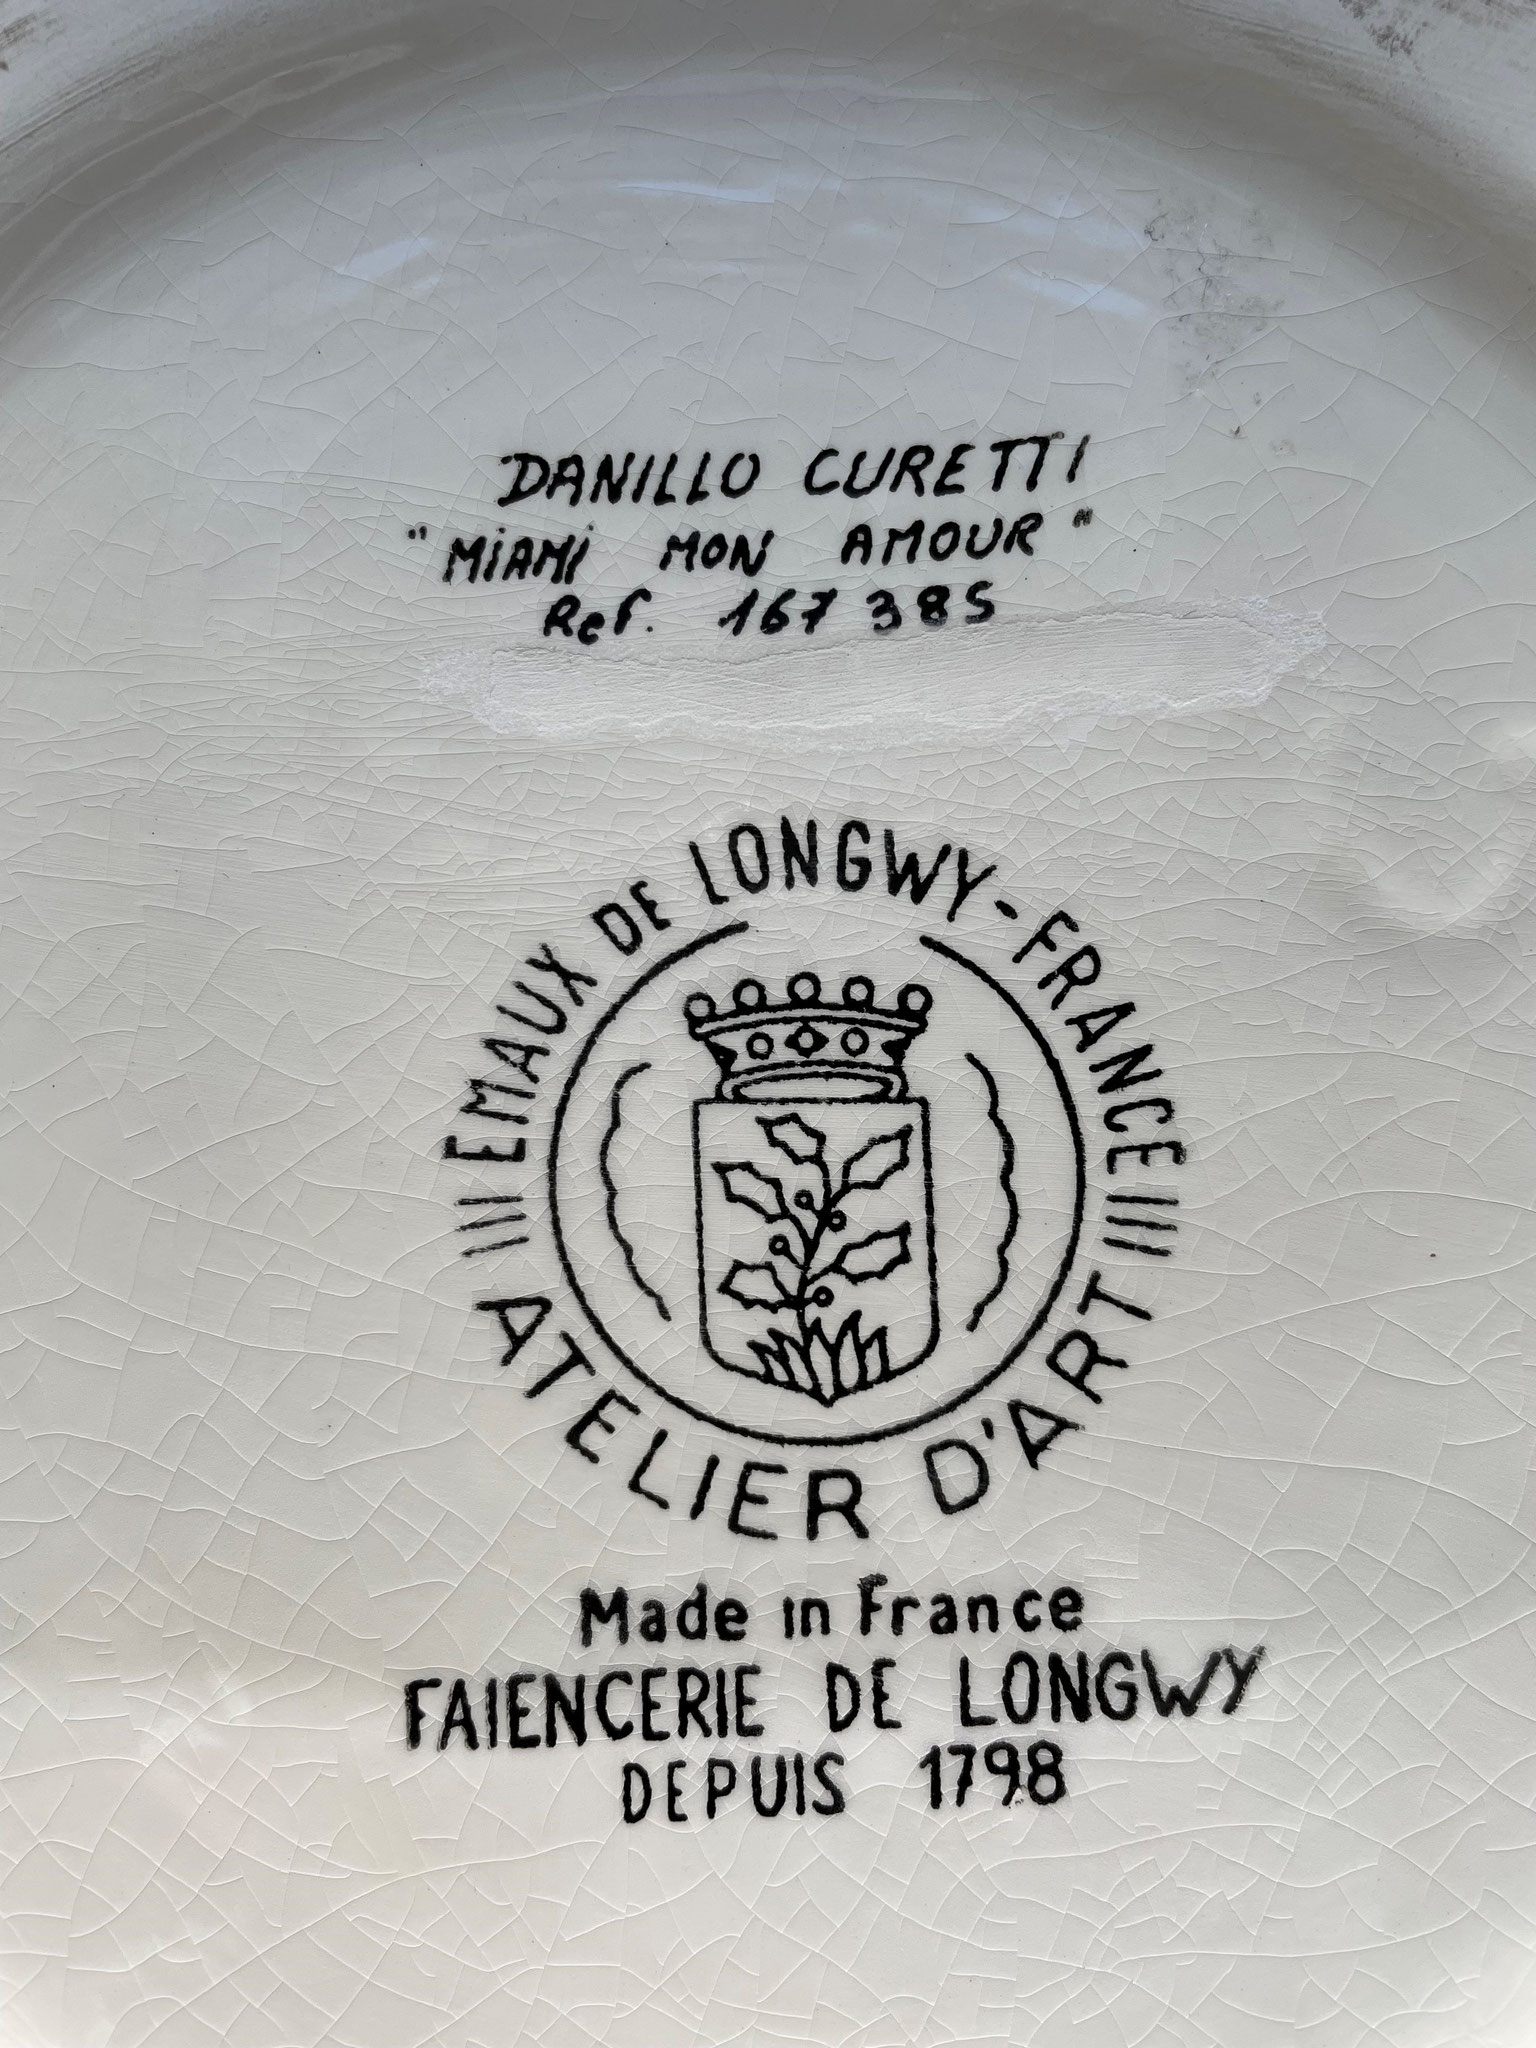 DANILLO CURETTI
"MIAMI MON AMOUR"
Ref. 167 385
EMAUX DE LONGWY-FRANCE
ATELIER D'ART
Made in France
FAIENCERIE DE LONGWY
DEPUIS 1798